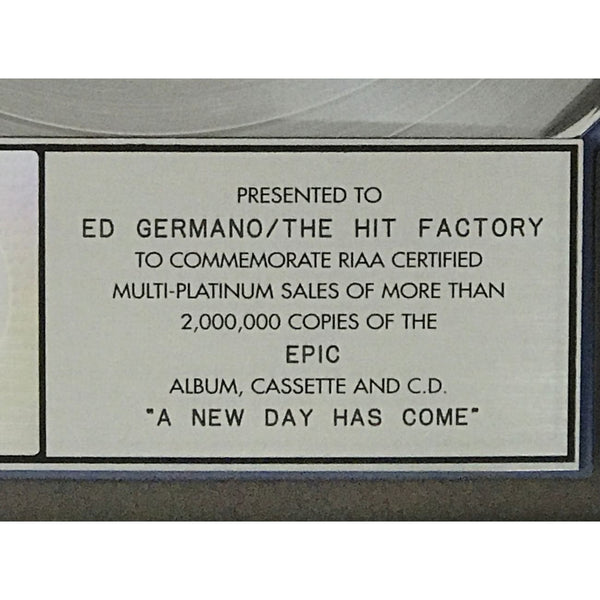 PRESENTED TO
ED GERMANO/THE HIT FACTORY
TO COMMEMORATE RIAA CERTIFIED
MULTI-PLATINUM SALES OF MORE THAN
2,000,000 COPIES OF THE
EPIC
ALBUM, CASSETTE AND C.D.
"A NEW DAY HAS COME"